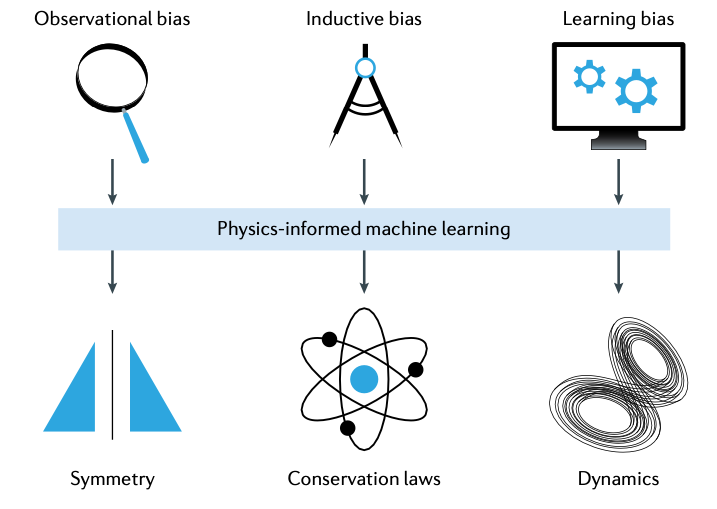 Observational bias
Inductive bias
Learning bias
Physics-informed machine learning
Symmetry
Conservation laws
Dynamics